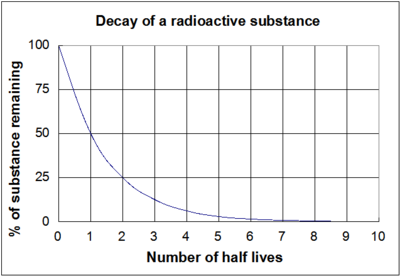 Decay of a radioactive substance
% of substance remaining
100
75
50
25
0
0 1 2 3 4 5 6 7 8 9 10
Number of half lives